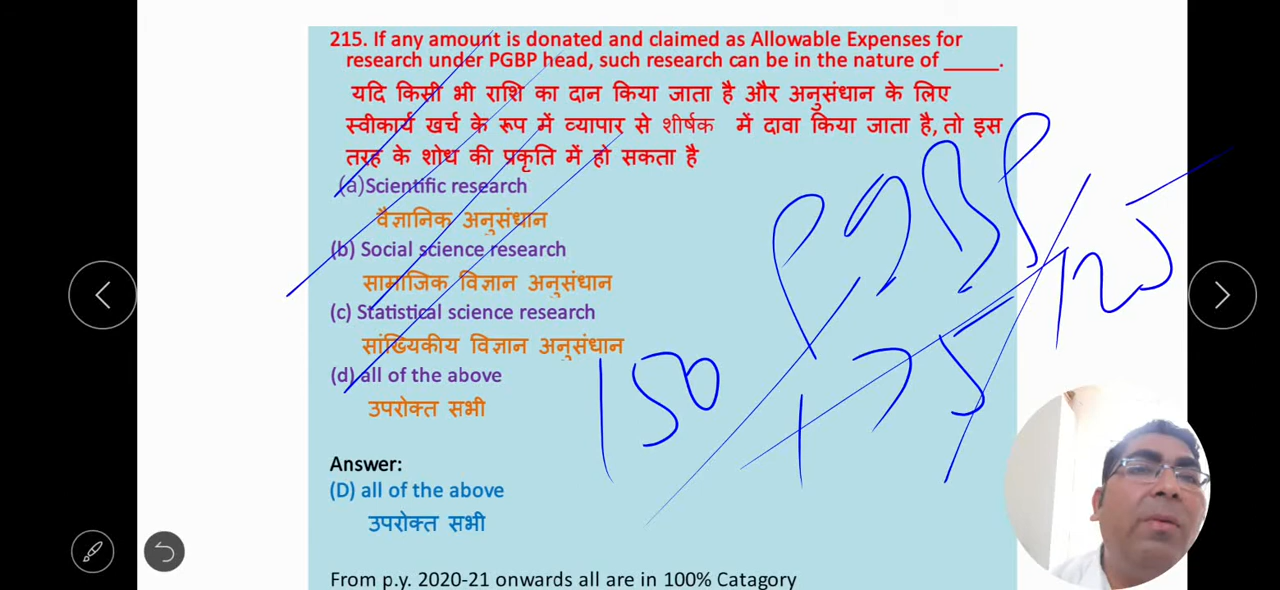 215. If any amount is donated and claimed as Allowable Expenses for
research under PGBP head, such research can be in the nature of _____.
यदि किसी भी राशि का दान किया जाता है और अनुसंधान के लिए
स्वीकार्य खर्च के रूप में व्यापार से शीर्षक में दावा किया जाता है, तो इस
तरह के शोध की प्रकृति में हो सकता है
(a)Scientific research
वैज्ञानिक अनुसंधान
(b) Social science research
सामाजिक विज्ञान अनुसंधान
(c) Statistical science research
सांख्यिकीय विज्ञान अनुसंधान
(d) all of the above
उपरोक्त सभी
PGBP
125
150
175
Answer:
(D) all of the above
उपरोक्त सभी
From p.y. 2020-21 onwards all are in 100% Catagory